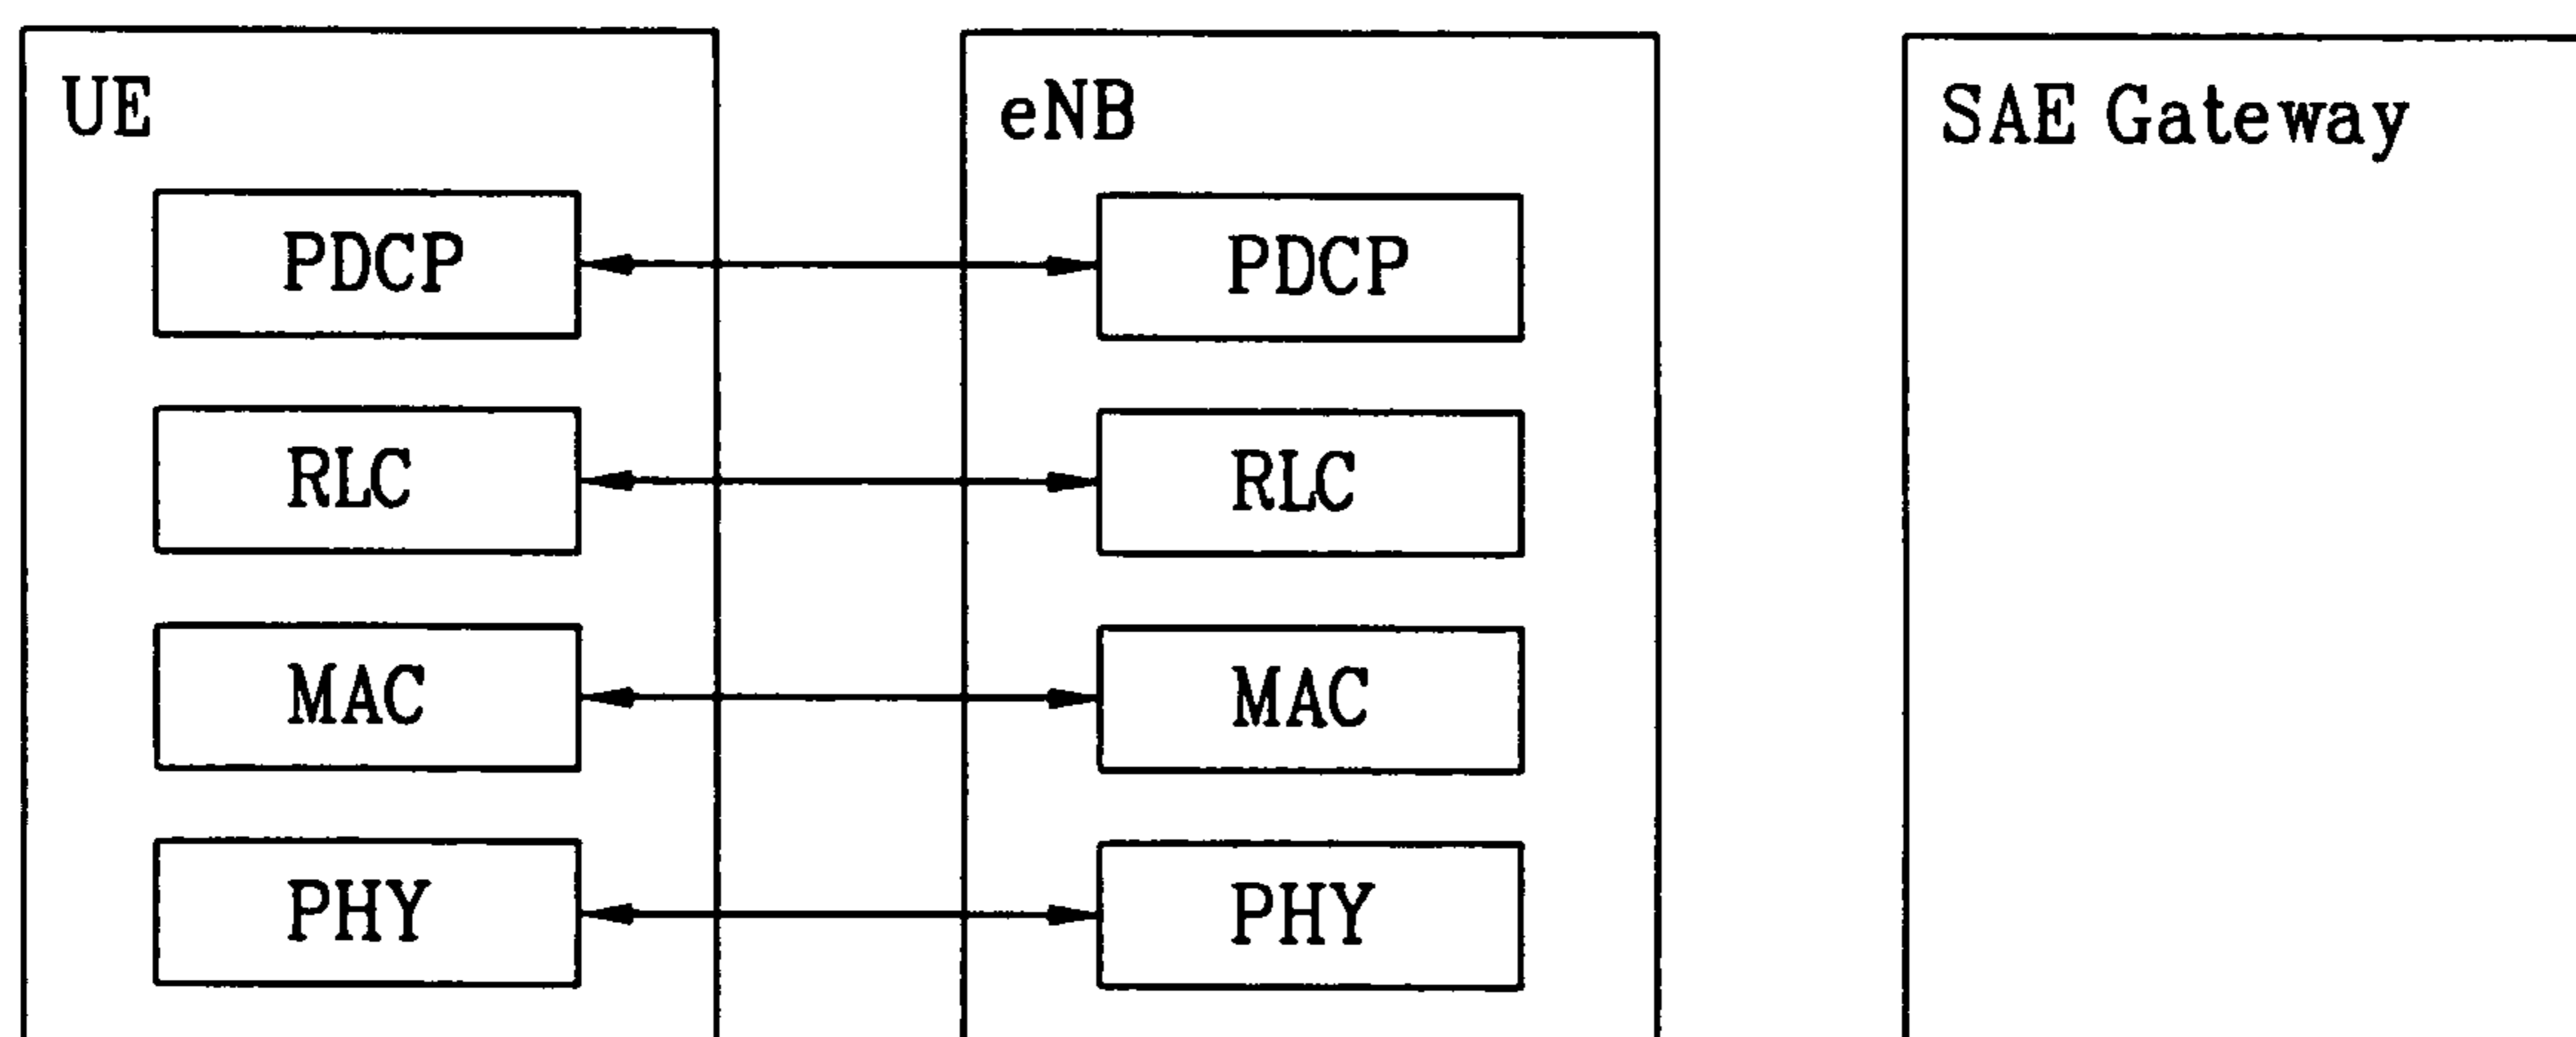 UE
eNB
SAE Gateway
PDCP
PDCP
RLC
RLC
MAC
MAC
PHY
PHY